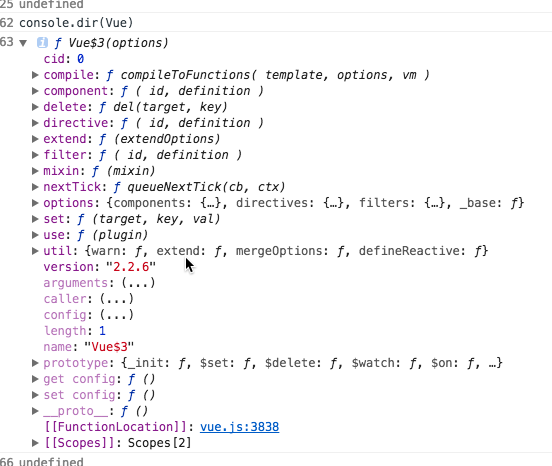 25 undefined
62 console.dir(Vue)
63 ▼ ƒ Vue$3(options)
cid: 0
▶ compile: ƒ compileToFunctions( template, options, vm )
▶ component: ƒ ( id, definition )
▶ delete: ƒ del(target, key)
▶ directive: ƒ ( id, definition )
▶ extend: ƒ (extendOptions)
▶ filter: ƒ ( id, definition )
▶ mixin: ƒ (mixin)
▶ nextTick: ƒ queueNextTick(cb, ctx)
▶ options: {components: {…}, directives: {…}, filters: {…}, _base: ƒ}
▶ set: ƒ (target, key, val)
▶ use: ƒ (plugin)
▶ util: {warn: ƒ, extend: ƒ, mergeOptions: ƒ, defineReactive: ƒ}
version: "2.2.6"
arguments: (...)
caller: (...)
config: (...)
length: 1
name: "Vue$3"
▶ prototype: {_init: ƒ, $set: ƒ, $delete: ƒ, $watch: ƒ, $on: ƒ, …}
▶ get config: ƒ ()
▶ set config: ƒ ()
▶ __proto__: ƒ ()
[[FunctionLocation]]: vue.js:3838
▶ [[Scopes]]: Scopes[2]
66 undefined